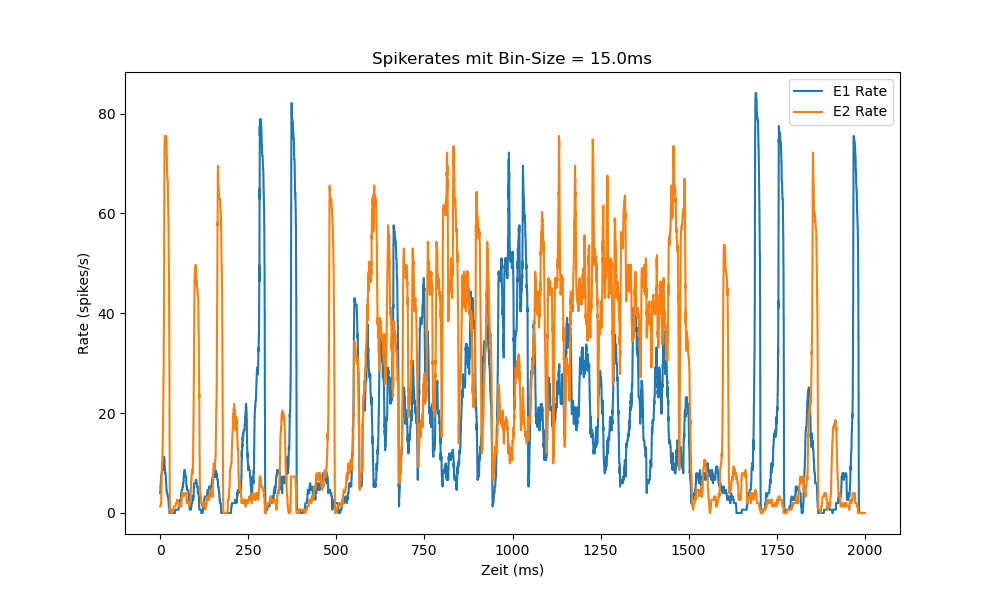 Spikerates mit Bin-Size = 15.0ms
E1 Rate
E2 Rate
Rate (spikes/s)
80
60
40
20
0
0 250 500 750 1000 1250 1500 1750 2000
Zeit (ms)